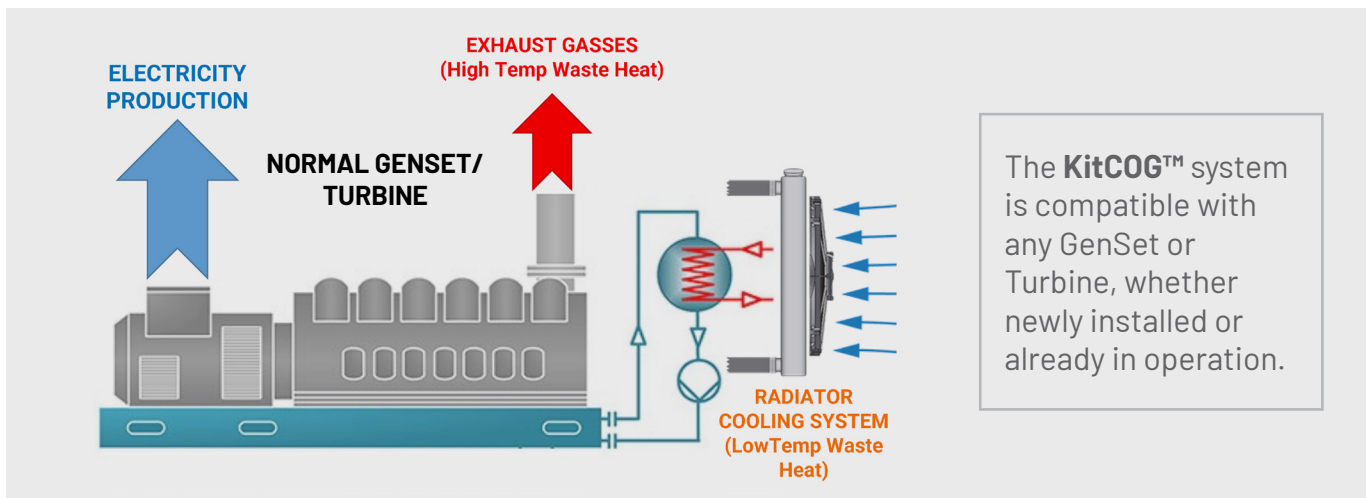 ELECTRICITY
PRODUCTION
EXHAUST GASSES
(High Temp Waste Heat)
NORMAL GENSET/
TURBINE
RADIATOR
COOLING SYSTEM
(LowTemp Waste
Heat)
The KitCOG™ system
is compatible with
any GenSet or
Turbine, whether
newly installed or
already in operation.